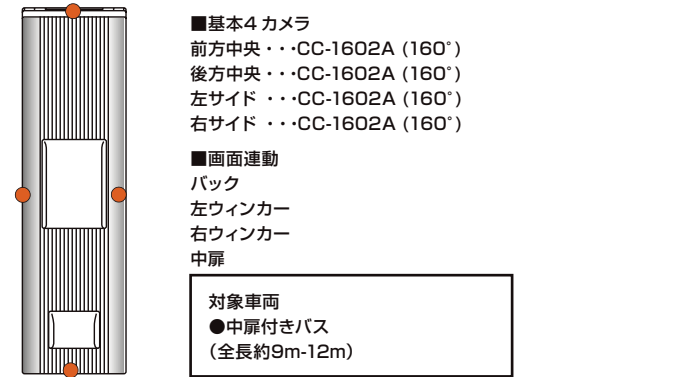 ■基本4カメラ
前方中央・・・CC-1602A (160°)
後方中央・・・CC-1602A (160°)
左サイド ・・・CC-1602A (160°)
右サイド ・・・CC-1602A (160°)
■画面連動
バック
左ウィンカー
右ウィンカー
中扉
対象車両
●中扉付きバス
（全長約9m-12m）